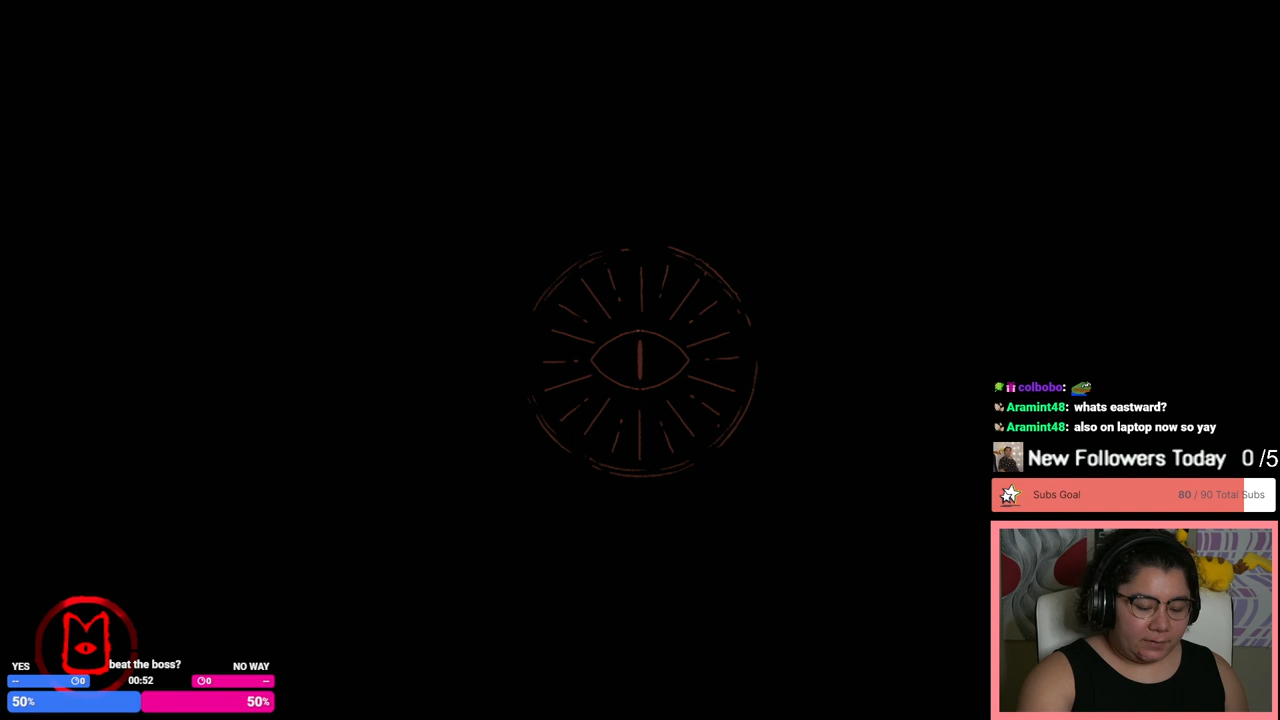 colbobo:
Aramint48: whats eastward?
Aramint48: also on laptop now so yay
New Followers Today 0 /5
Subs Goal 80 / 90 Total Subs
beat the boss?
YES 00:52 NO WAY
-- 0 0 --
50% 50%